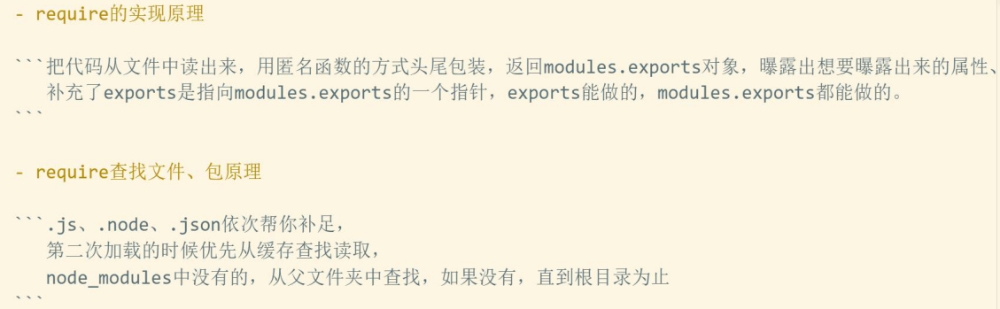 - require的实现原理
```把代码从文件中读出来，用匿名函数的方式头尾包装，返回modules.exports对象，曝露出想要曝露出来的属性、
补充了exports是指向modules.exports的一个指针，exports能做的，modules.exports都能做的。
```
- require查找文件、包原理
```.js、.node、.json依次帮你补足，
第二次加载的时候优先从缓存查找读取，
node_modules中没有的，从父文件夹中查找，如果没有，直到根目录为止
```